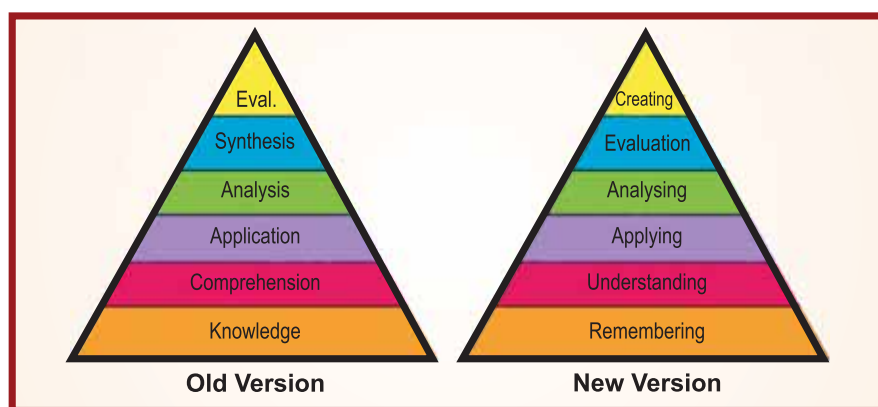 Eval.
Synthesis
Analysis
Application
Comprehension
Knowledge
Old Version
Creating
Evaluation
Analysing
Applying
Understanding
Remembering
New Version